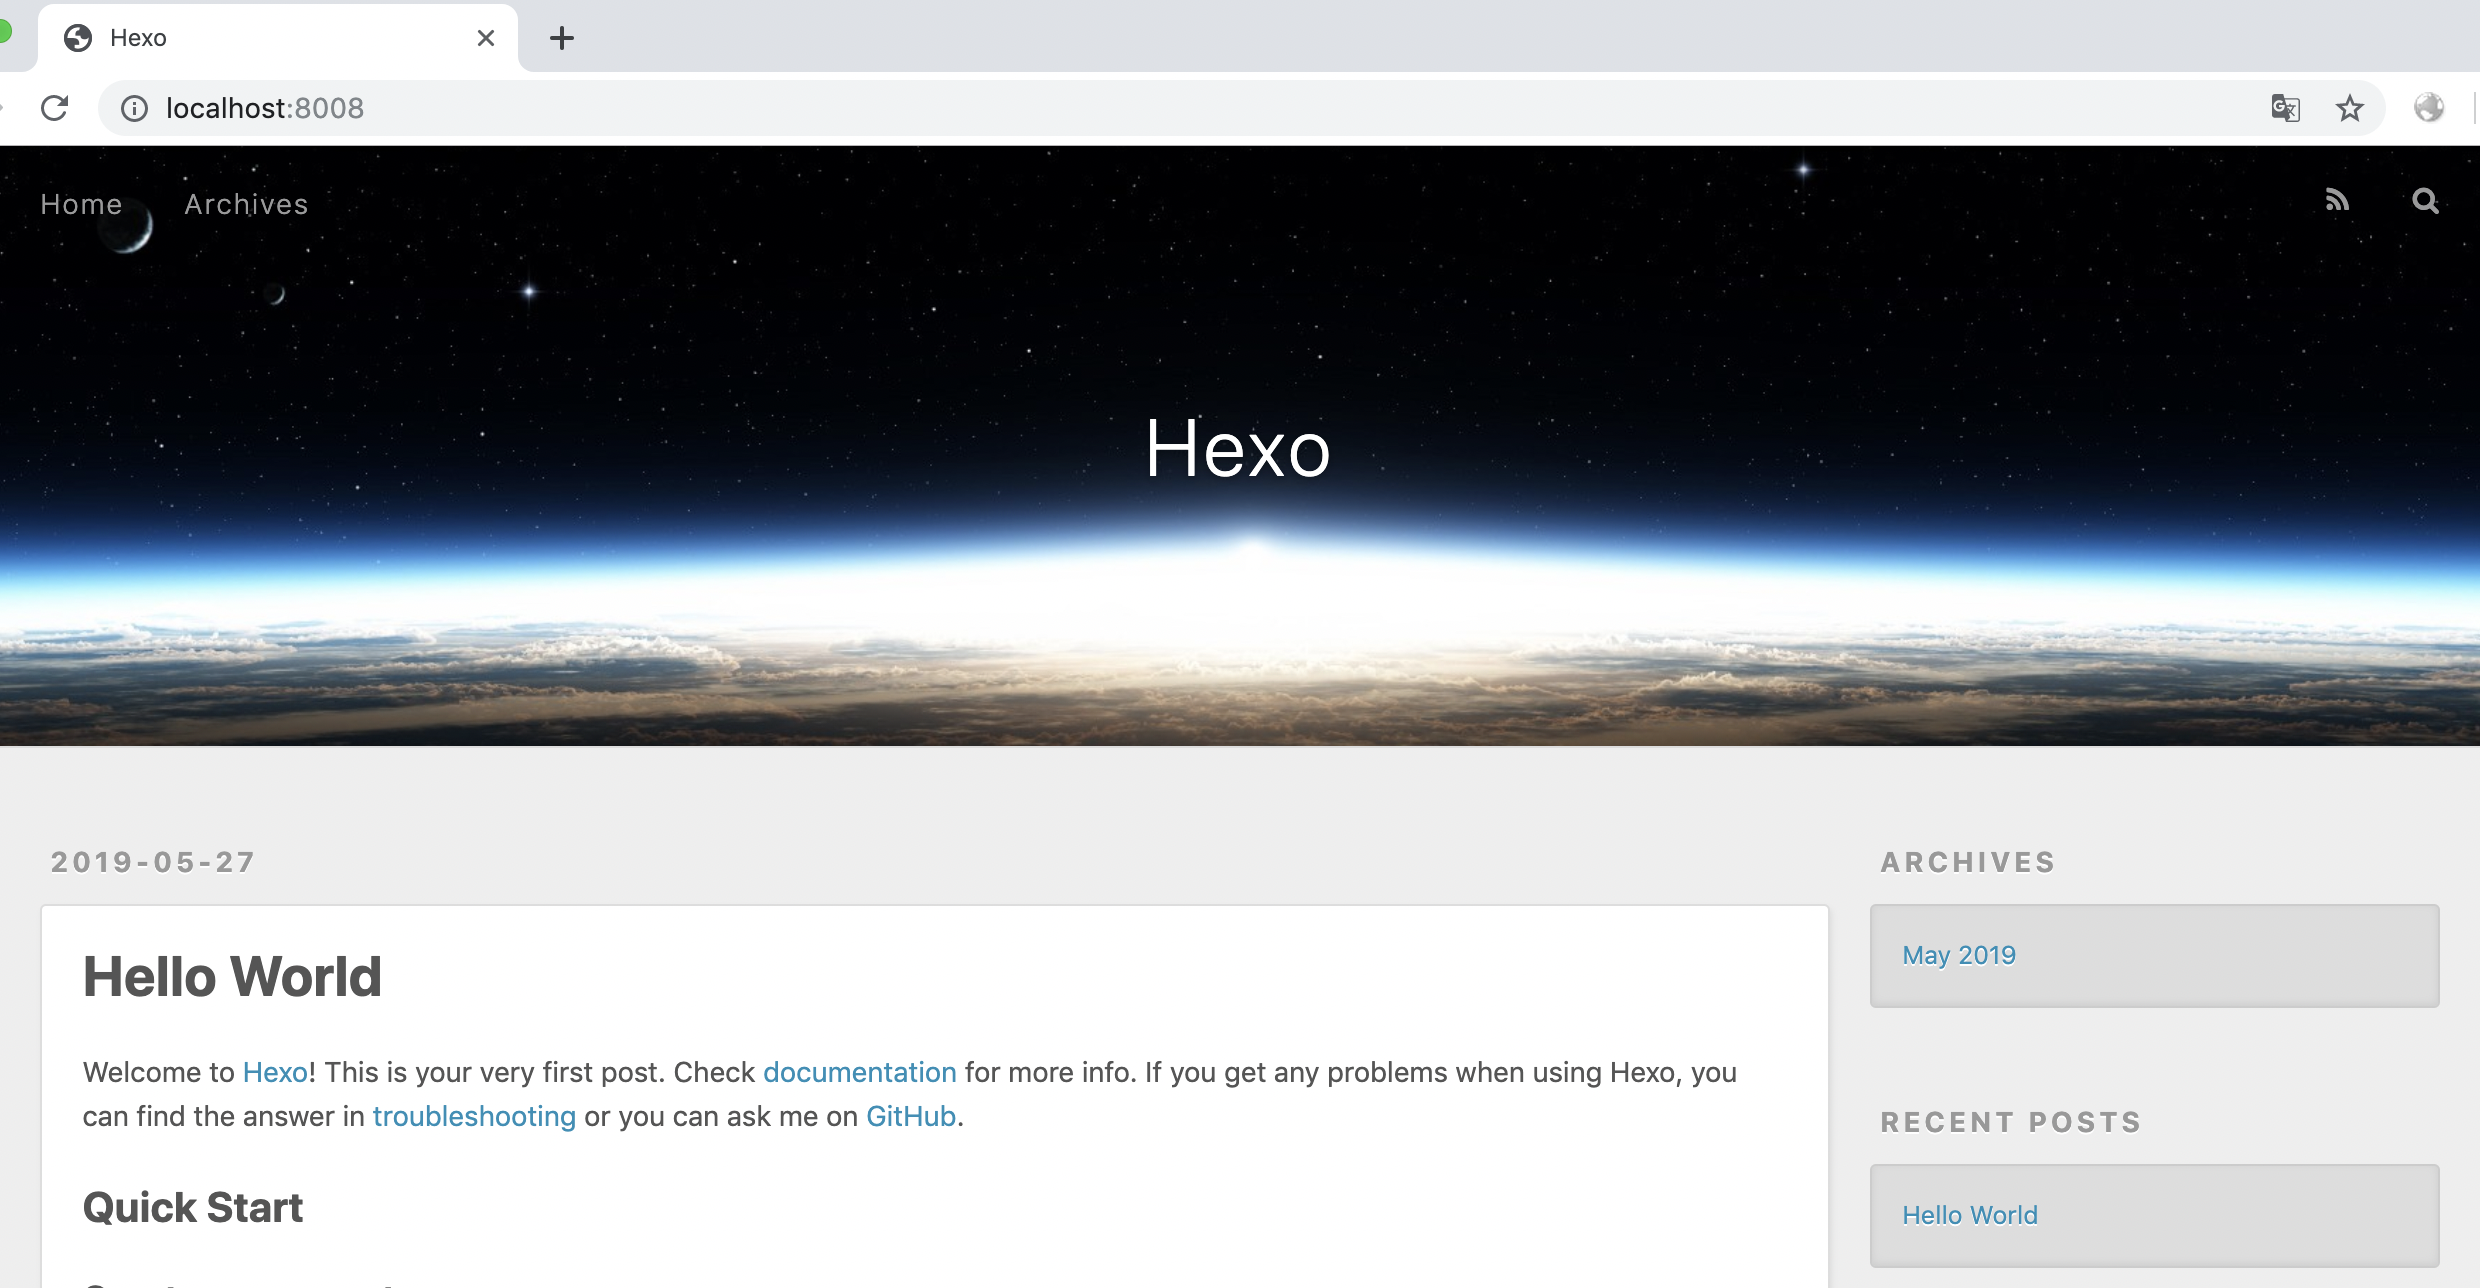 Hexo
localhost:8008
Home Archives
Hexo
2019-05-27
Hello World
Welcome to Hexo! This is your very first post. Check documentation for more info. If you get any problems when using Hexo, you
can find the answer in troubleshooting or you can ask me on GitHub.
Quick Start
ARCHIVES
May 2019
RECENT POSTS
Hello World